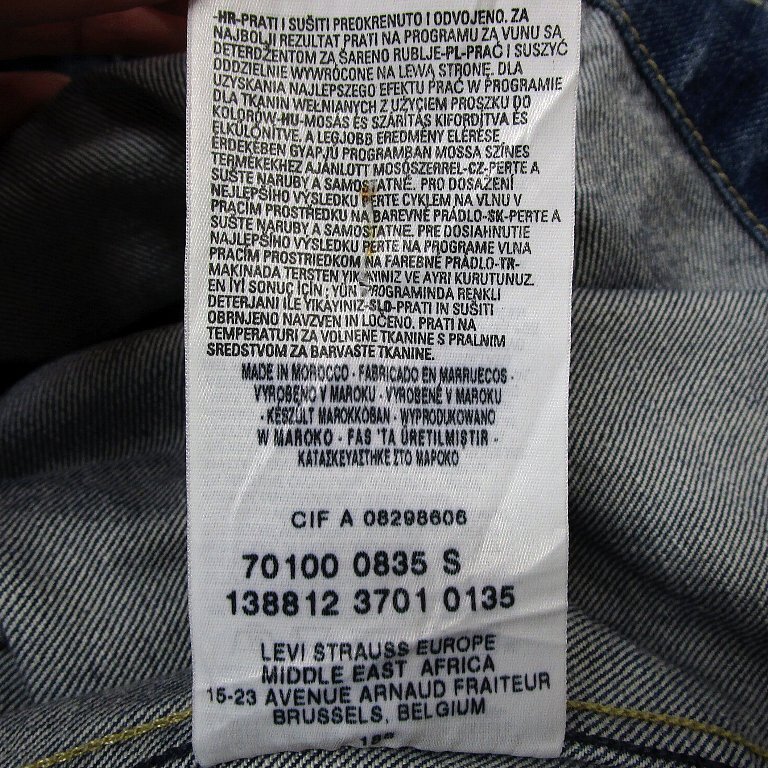 -HR-PRATI I SUŠITI PREOKRENUTO I ODVOJENO. ZA
NAJBOLJI REZULTAT PRATI NA PROGRAMU ZA VUNU SA
DETERDŽENTOM ZA ŠARENO RUBLJE-PL-PRAĆ I SUSZYĆ
ODDZIELNIE WYWRÓCONE NA LEWĄ STRONĘ. DLA
UZYSKANIA NAJLEPSZEGO EFEKTU PRAĆ W PROGRAMIE
DLA TKANIN WEŁNIANYCH Z UŻYCIEM PROSZKU DO
KOLORÓW-HU-MOSÁS ÉS SZÁRÍTÁS KIFORDÍTVA ÉS
ELKÜLÖNÍTVE. A LEGJOBB EREDMÉNY ELÉRÉSE
ÉRDEKÉBEN GYAPJÚ PROGRAMBAN MOSSA SZÍNES
TERMÉKEKHEZ AJÁNLOTT MOSÓSZERREL-CZ-PERTE A
SUŠTE NARUBY A SAMOSTATNĚ. PRO DOSAŽENÍ
NEJLEPŠÍHO VÝSLEDKU PERTE CYKLEM NA VLNU V
PRACÍM PROSTŘEDKU NA BAREVNÉ PRÁDLO-SK-PERTE A
SUŠTE NARUBY A SAMOSTATNE. PRE DOSIAHNUTIE
NAJLEPŠIEHO VÝSLEDKU PERTE NA PROGRAME VLNA
PRACÍM PROSTRIEDKOM NA FAREBNÉ PRÁDLO-TR-
MAKINADA TERSTEN YIKAYINIZ VE AYRI KURUTUNUZ.
EN İYİ SONUÇ İÇİN ; YÜN PROGRAMINDA RENKLI
DETERJANI İLE YIKAYINIZ-SLO-PRATI IN SUŠITI
OBRNJENO NAVZVEN IN LOČENO. PRATI NA
TEMPERATURI ZA VOLNENE TKANINE S PRALNIM
SREDSTVOM ZA BARVASTE TKANINE.
MADE IN MOROCCO - FABRICADO EN MARRUECOS -
VYROBENO V MAROKU - VYROBENÉ V MAROKU
- KÉSZÜLT MAROKKÓBAN - WYPRODUKOWANO
W MAROKO - FAS 'TA ÜRETILMISTIR -
ΚΑΤΑΣΚΕΥΑΣΤΗΚΕ ΣΤΟ ΜΑΡΟΚΟ
CIF A 08298606
70100 0835 S
138812 3701 0135
LEVI STRAUSS EUROPE
MIDDLE EAST AFRICA
15-23 AVENUE ARNAUD FRAITEUR
BRUSSELS, BELGIUM